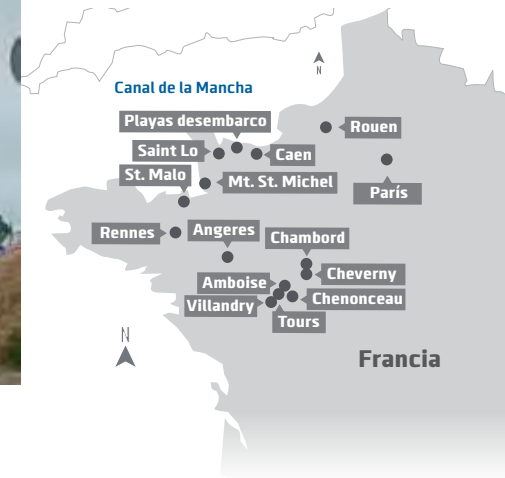 N
Canal de la Mancha
Playas desembarco
Rouen
Saint Lo
Caen
St. Malo
Mt. St. Michel
París
Rennes
Angeres
Chambord
Cheverny
Amboise
Chenonceau
Villandry
Tours
N
Francia